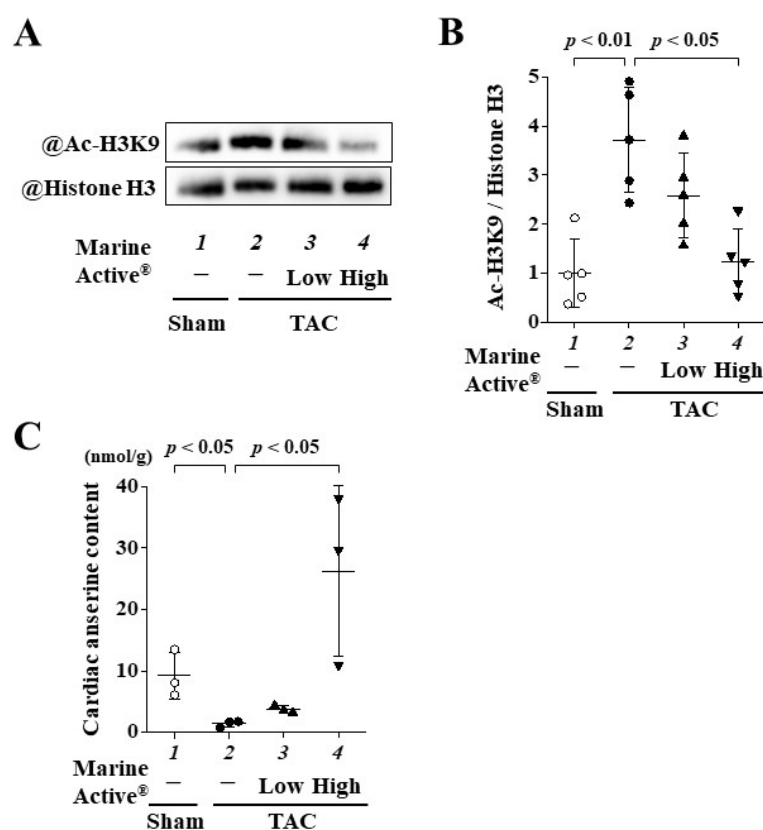 A
@Ac-H3K9
@Histone H3
1 2 3 4
Marine
Active® – – Low High
Sham TAC
B
p < 0.01 p < 0.05
Ac-H3K9 / Histone H3
5
4
3
2
1
0
1 2 3 4
Marine
Active® – – Low High
Sham TAC
C
(nmol/g) p < 0.05 p < 0.05
Cardiac anserine content
40
30
20
10
0
1 2 3 4
Marine
Active® – – Low High
Sham TAC